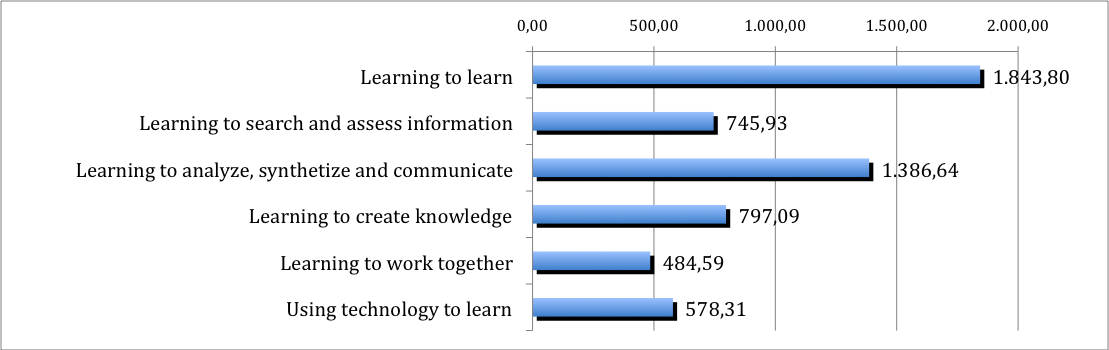 0,00 500,00 1.000,00 1.500,00 2.000,00
Learning to learn 1.843,80
Learning to search and assess information 745,93
Learning to analyze, synthetize and communicate 1.386,64
Learning to create knowledge 797,09
Learning to work together 484,59
Using technology to learn 578,31